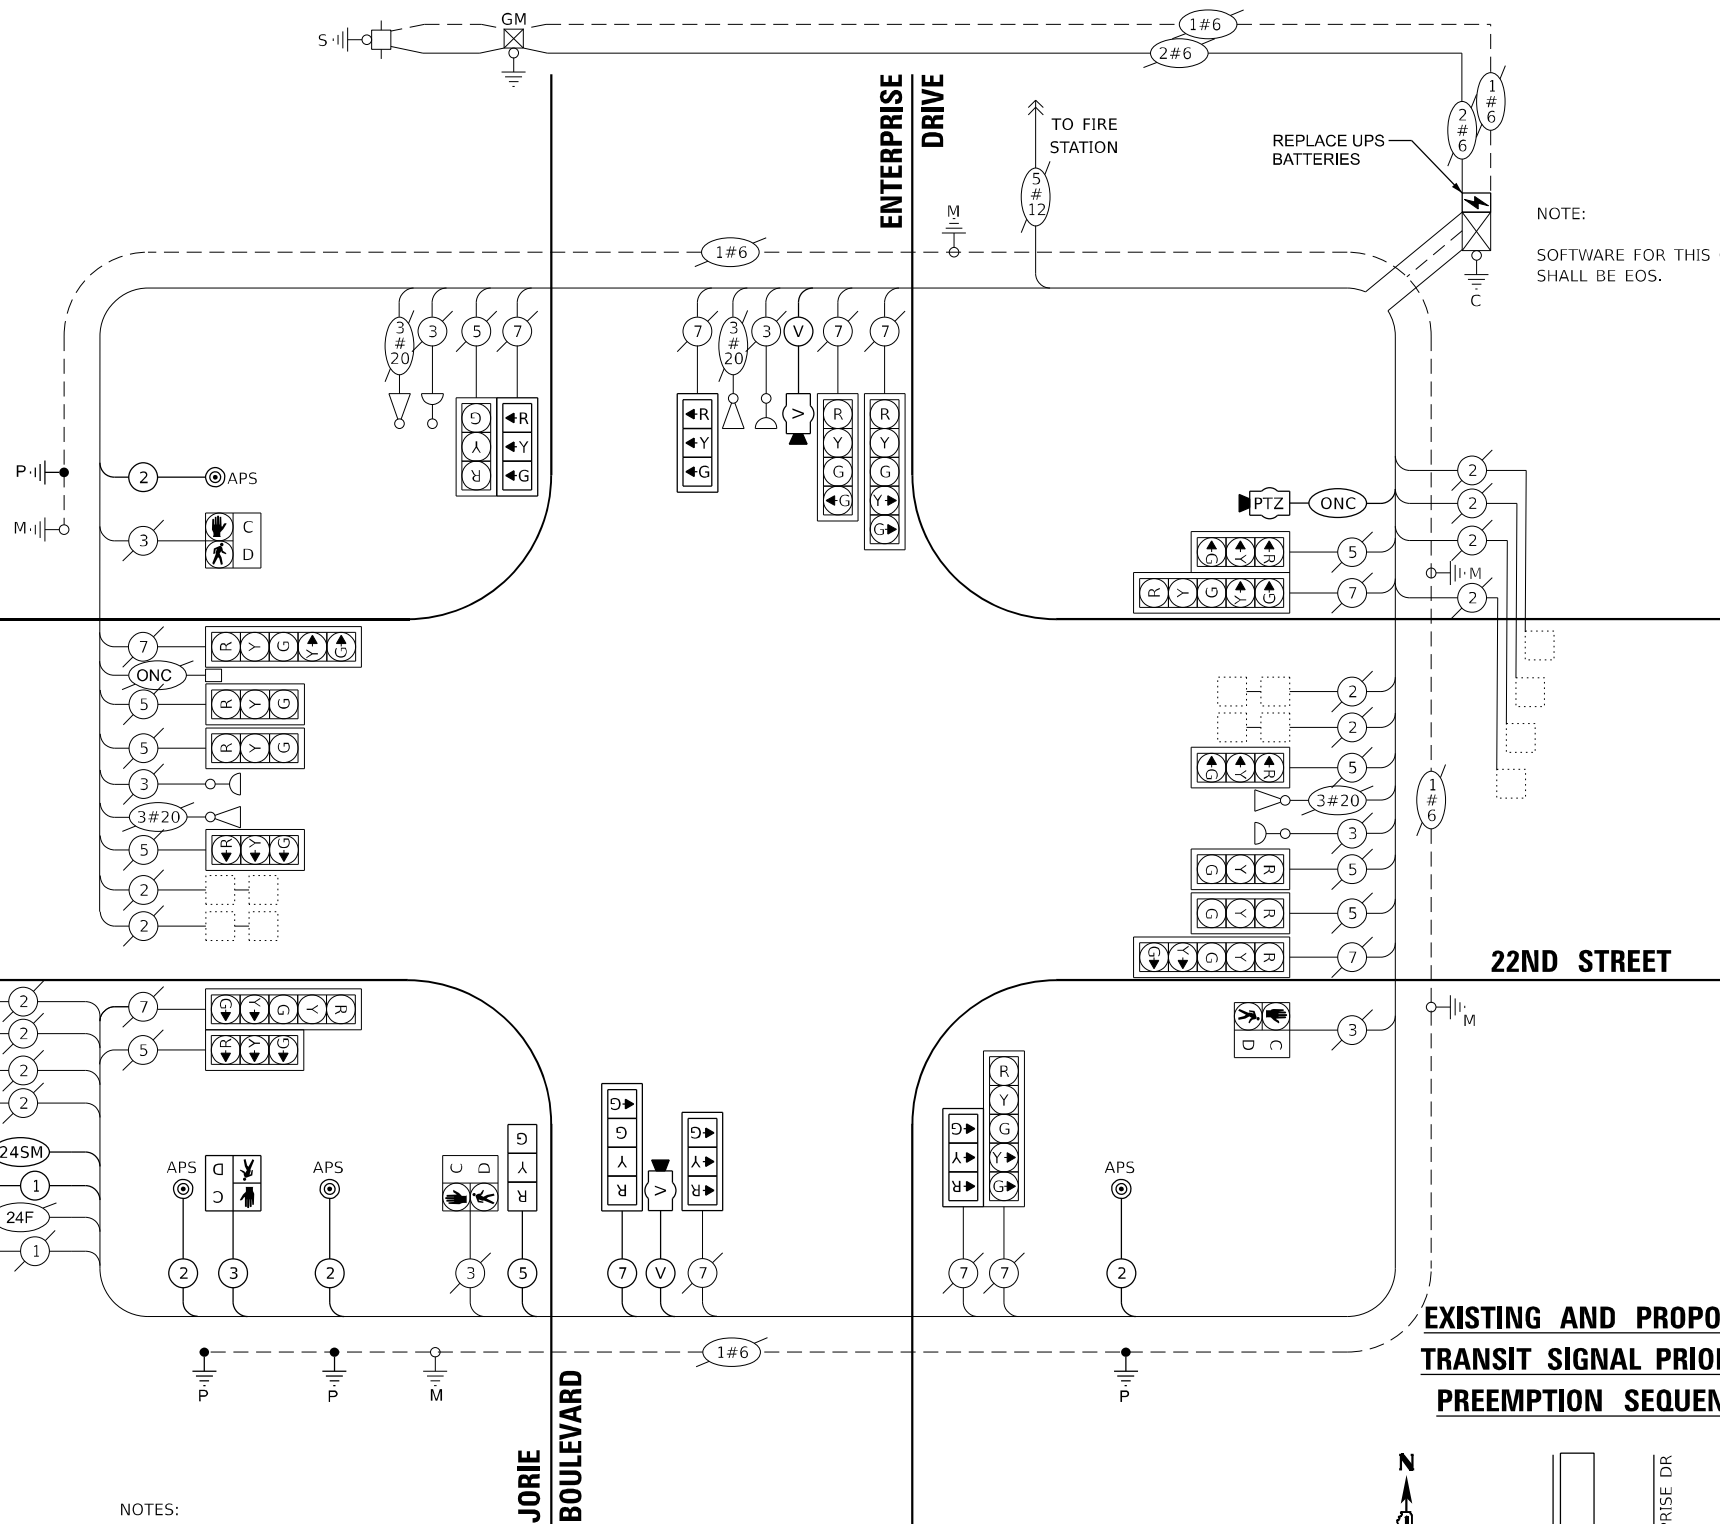 GM
S
1#6
2#6
1
#
6
2
#
6
ENTERPRISE
DRIVE
TO FIRE
STATION
REPLACE UPS
BATTERIES
5
#
12
M
1#6
NOTE:
SOFTWARE FOR THIS
SHALL BE EOS.
C
3
#
20
3
5
7
7
3
#
20
3
V
7
7
G
Y
R
R
Y
G
R
Y
G
V
R
Y
G
G
R
Y
G
Y
G
P
2
APS
M
3
C
D
PTZ
ONC
2
2
2
2
M
G Y R
5
R Y G Y G
7
7
R Y G Y G
ONC
5
R Y G
5
R Y G
3
3#20
5
R Y G
2
2
2
2
G Y R
5
3#20
3
G Y R
5
G Y R
5
G Y G Y R
7
1
#
6
22ND STREET
2
2
2
2
24SM
1
24F
1
7
G Y G Y R
5
R Y G
D C
3
M
APS
D
C
APS
C D
G
Y
R
G
G
Y
R
V
G
Y
R
G
Y
R
R
Y
G
Y
G
APS
2
3
2
3
5
7
V
7
7
7
2
P
P
M
1#6
P
JORIE
BOULEVARD
EXISTING AND PROPO
TRANSIT SIGNAL PRIO
PREEMPTION SEQUEN
N
PRISE DR
NOTES: